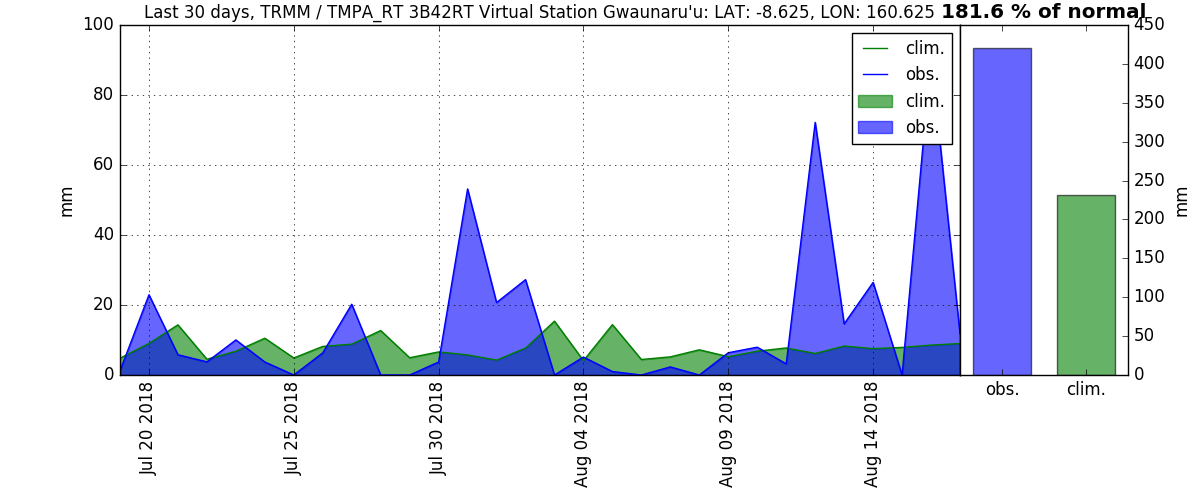 Last 30 days, TRMM / TMPA_RT 3B42RT Virtual Station Gwaunaru'u: LAT: -8.625, LON: 160.625 181.6 % of normal
100
80
60
40
20
0
mm
clim.
obs.
clim.
obs.
450
400
350
300
250
200
150
100
50
0
mm
obs.
clim.
Jul 20 2018
Jul 25 2018
Jul 30 2018
Aug 04 2018
Aug 09 2018
Aug 14 2018